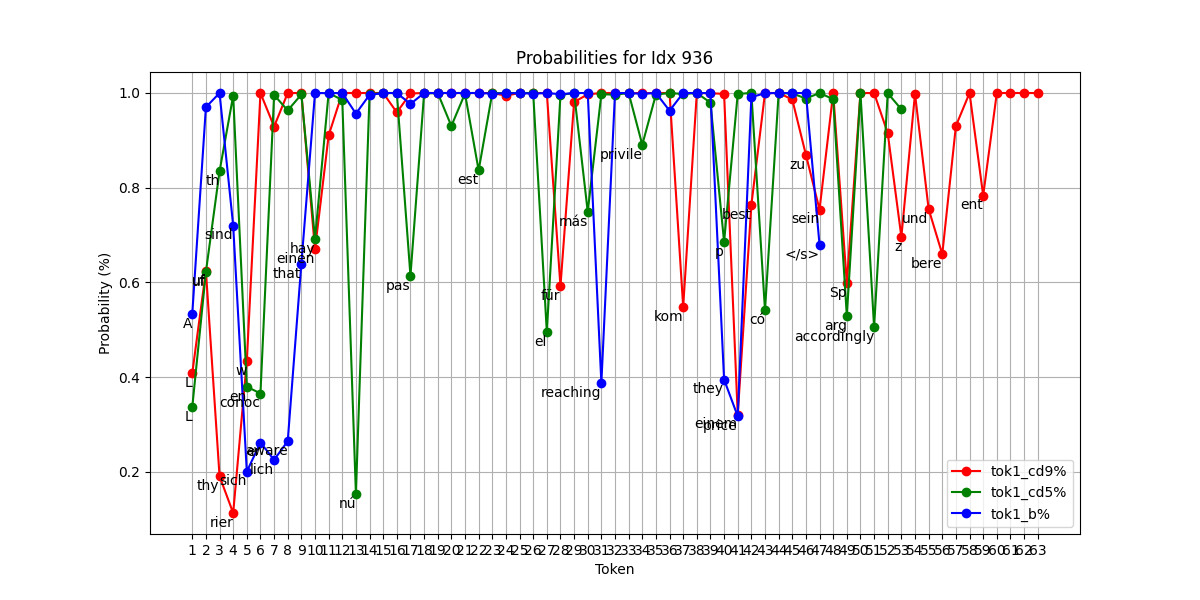 Probabilities for Idx 936
Probability (%)
1.0
0.8
0.6
0.4
0.2
th
sind
hay
einen
that
A
L
L
w
en
conoc
aware
sich
lich
thy
rier
nu
pas
est
el
für
más
reaching
privile
kom
p
best
they
einem
price
co
zu
sein
</s>
Sp
arg
accordingly
z
und
bere
ent
tok1_cd9%
tok1_cd5%
tok1_b%
1 2 3 4 5 6 7 8 9 10 11 12 13 14 15 16 17 18 19 20 21 22 23 24 25 26 27 28 29 30 31 32 33 34 35 36 37 38 39 40 41 42 43 44 45 46 47 48 49 50 51 52 53 54 55 56 57 58 59 60 61 62 63
Token